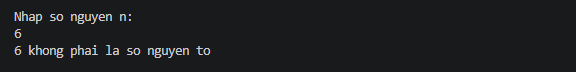 Nhap so nguyen n:
6
6 khong phai la so nguyen to